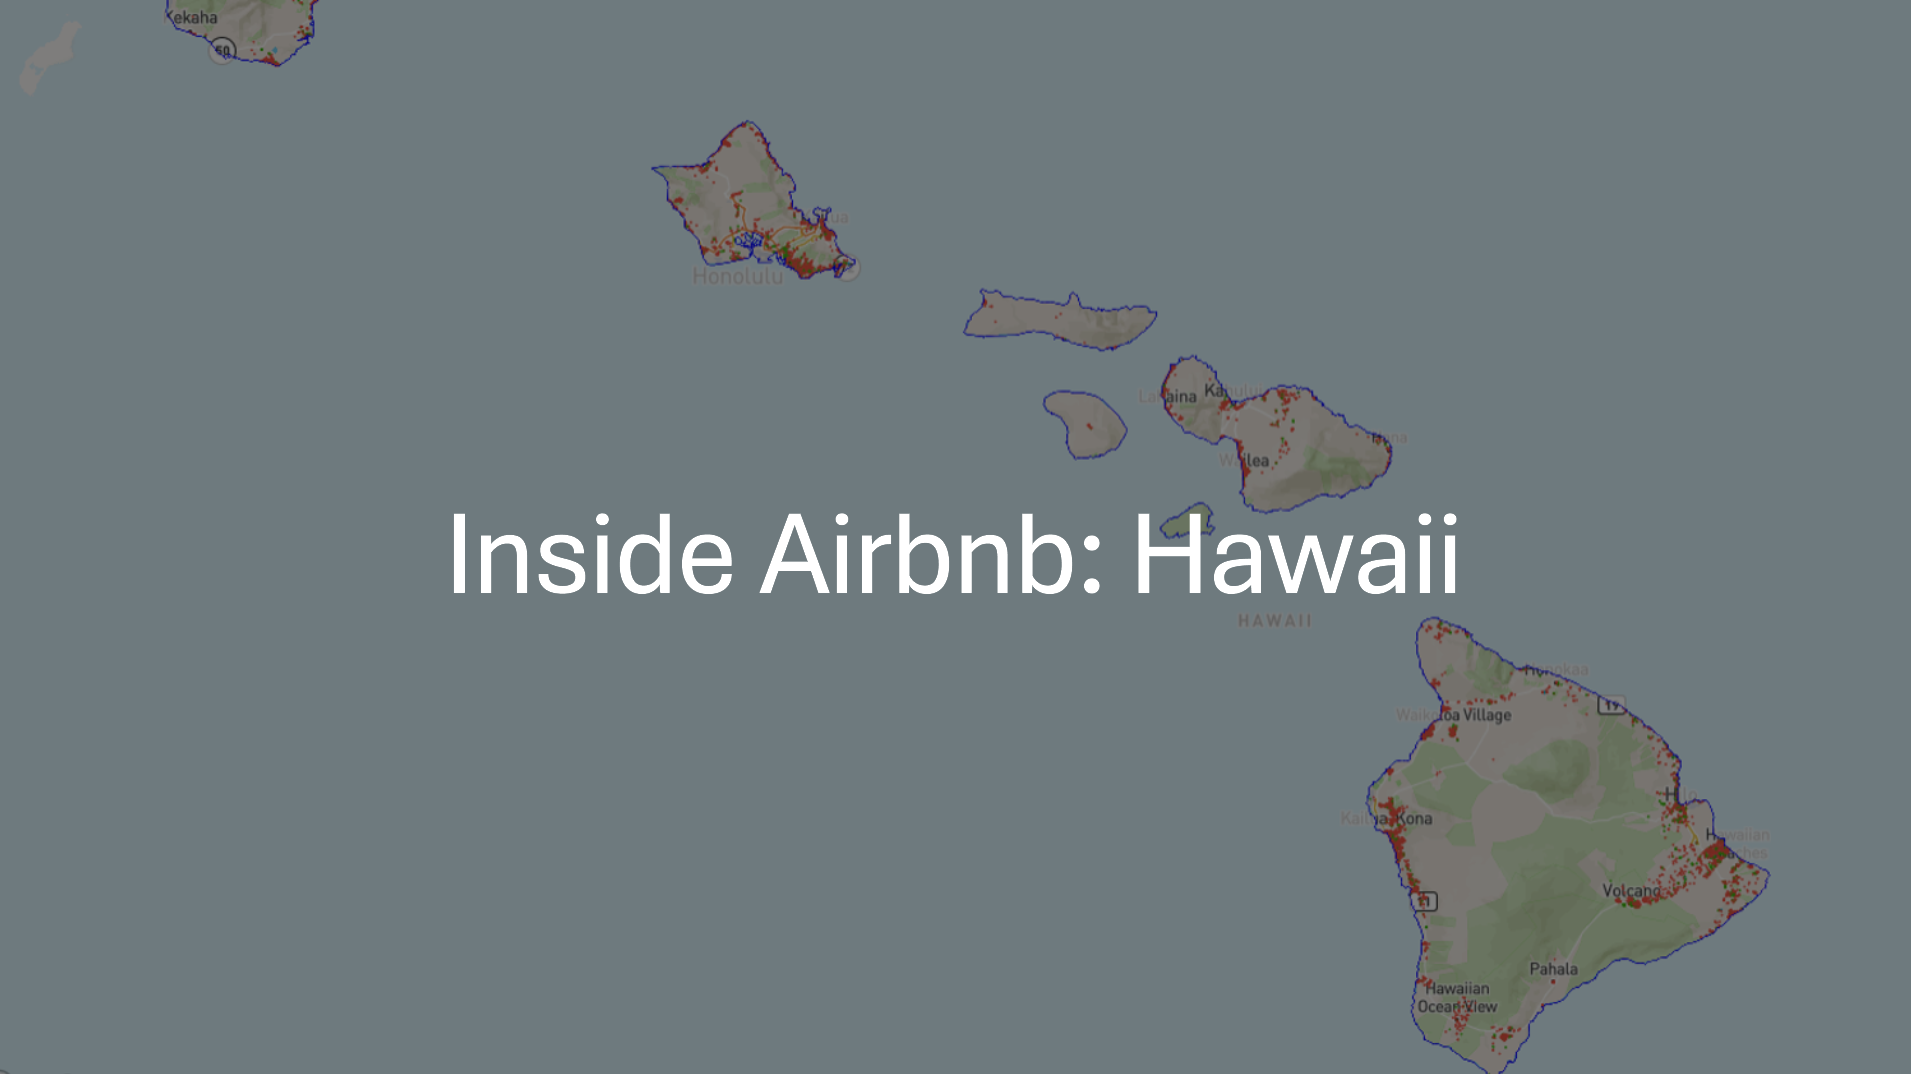 Kekaha
50
Honolulu
Lahaina
Kahului
Wailea
Hana
Inside Airbnb: Hawaii
HAWAII
Honokaa
19
Waikoloa Village
Hilo
Kailua-Kona
Hawaiian
Beaches
Volcano
11
Pahala
Hawaiian
Ocean View